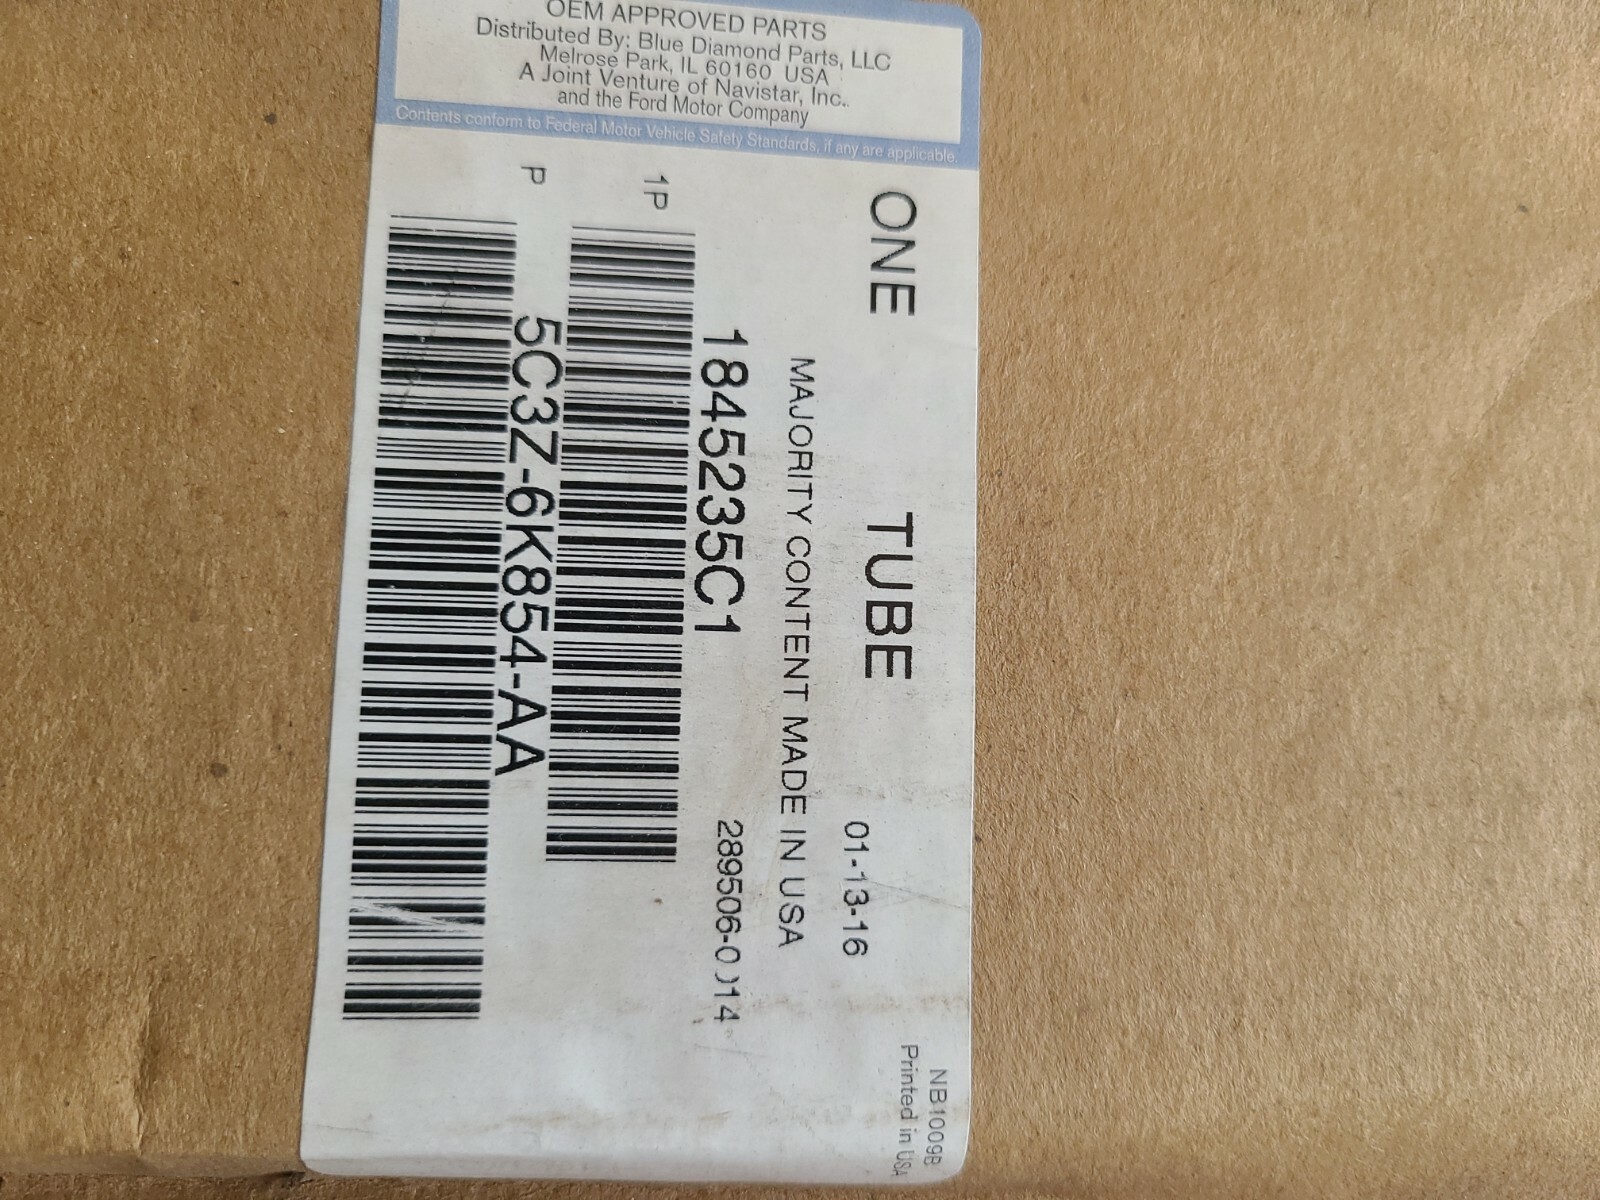 OEM APPROVED PARTS
Distributed By: Blue Diamond Parts, LLC
Melrose Park, IL 60160 USA
A Joint Venture of Navistar, Inc..
and the Ford Motor Company
Contents conform to Federal Motor Vehicle Safety Standards, if any are applicable.
NB1009B
Printed in USA
ONE TUBE 01-13-16
MAJORITY CONTENT MADE IN USA
1845235C1
1P
5C3Z-6K854-AA
P